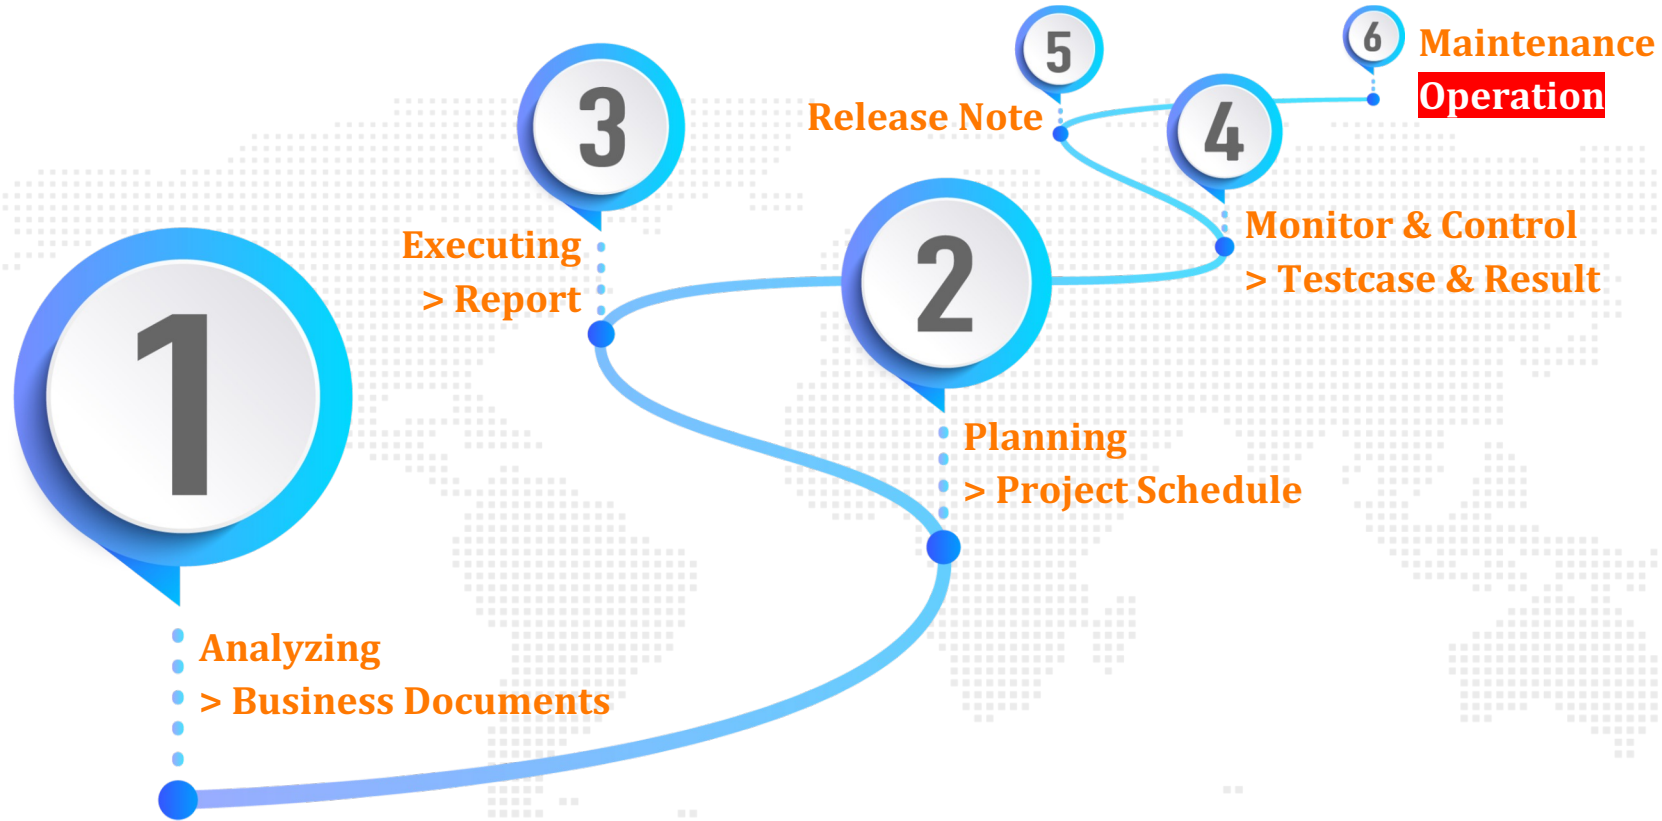 1
Analyzing
> Business Documents
2
Planning
> Project Schedule
3
Executing
> Report
4
Monitor & Control
> Testcase & Result
5
Release Note
6
Maintenance
Operation